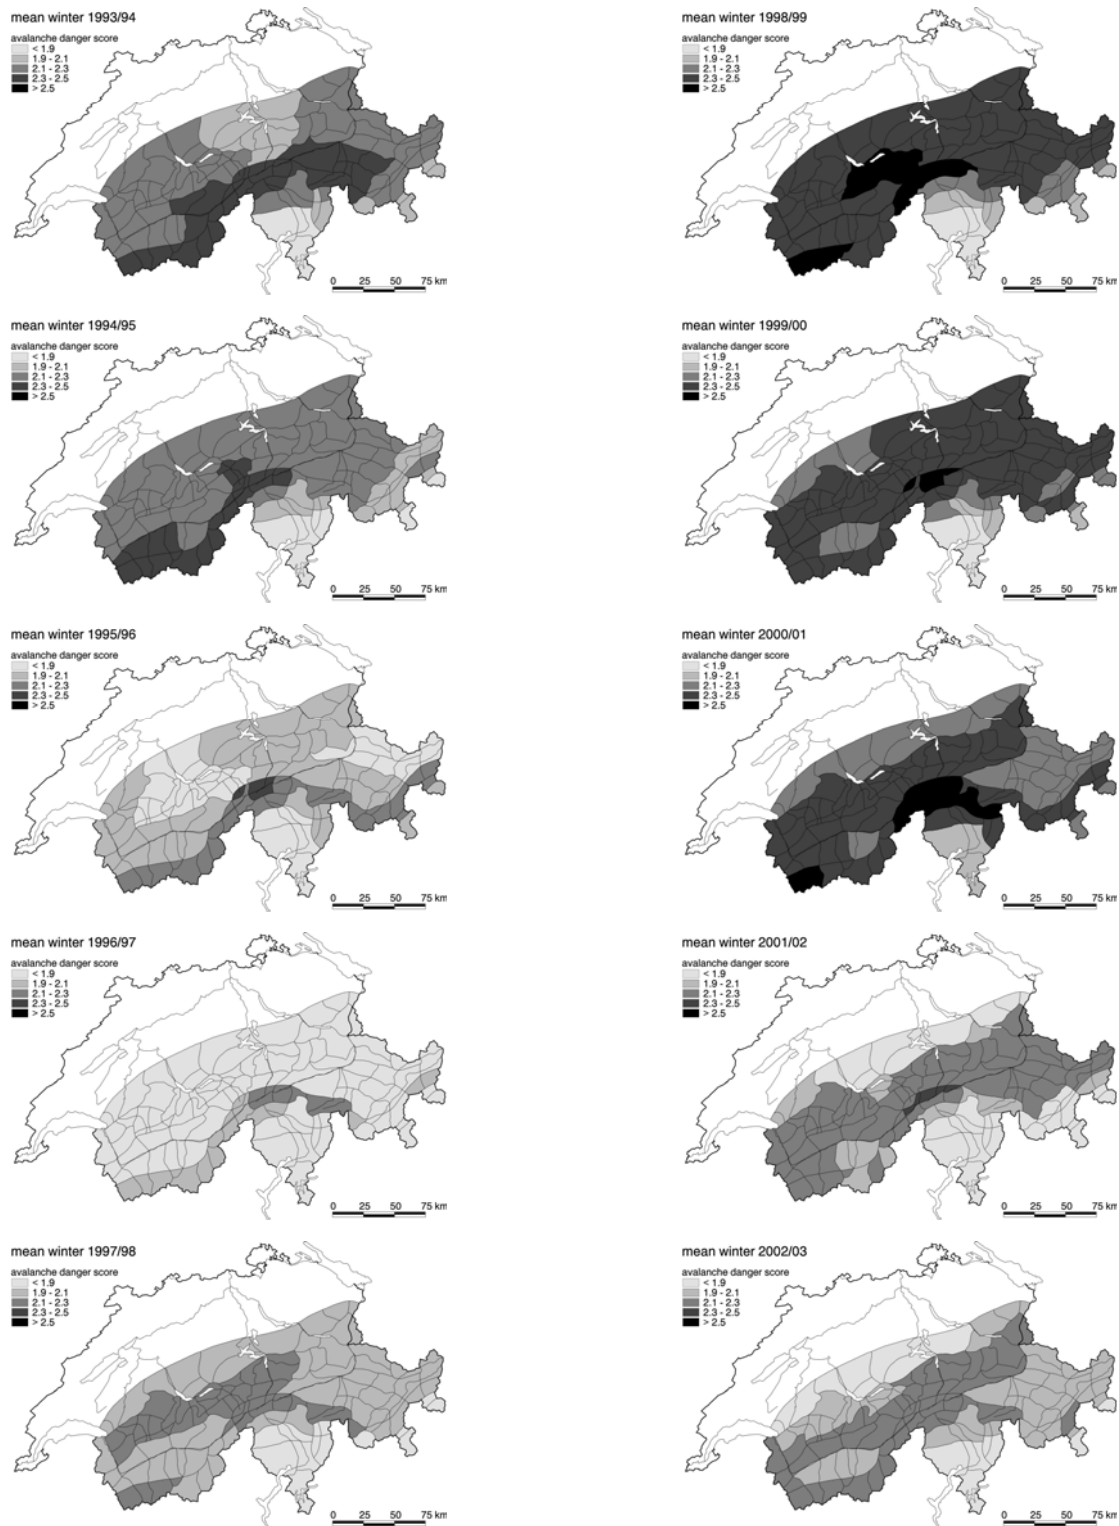 mean winter 1993/94
avalanche danger score
< 1.9
1.9 - 2.1
2.1 - 2.3
2.3 - 2.5
> 2.5
0 25 50 75 km
mean winter 1994/95
avalanche danger score
< 1.9
1.9 - 2.1
2.1 - 2.3
2.3 - 2.5
> 2.5
0 25 50 75 km
mean winter 1995/96
avalanche danger score
< 1.9
1.9 - 2.1
2.1 - 2.3
2.3 - 2.5
> 2.5
0 25 50 75 km
mean winter 1996/97
avalanche danger score
< 1.9
1.9 - 2.1
2.1 - 2.3
2.3 - 2.5
> 2.5
0 25 50 75 km
mean winter 1997/98
avalanche danger score
< 1.9
1.9 - 2.1
2.1 - 2.3
2.3 - 2.5
> 2.5
0 25 50 75 km
mean winter 1998/99
avalanche danger score
< 1.9
1.9 - 2.1
2.1 - 2.3
2.3 - 2.5
> 2.5
0 25 50 75 km
mean winter 1999/00
avalanche danger score
< 1.9
1.9 - 2.1
2.1 - 2.3
2.3 - 2.5
> 2.5
0 25 50 75 km
mean winter 2000/01
avalanche danger score
< 1.9
1.9 - 2.1
2.1 - 2.3
2.3 - 2.5
> 2.5
0 25 50 75 km
mean winter 2001/02
avalanche danger score
< 1.9
1.9 - 2.1
2.1 - 2.3
2.3 - 2.5
> 2.5
0 25 50 75 km
mean winter 2002/03
avalanche danger score
< 1.9
1.9 - 2.1
2.1 - 2.3
2.3 - 2.5
> 2.5
0 25 50 75 km